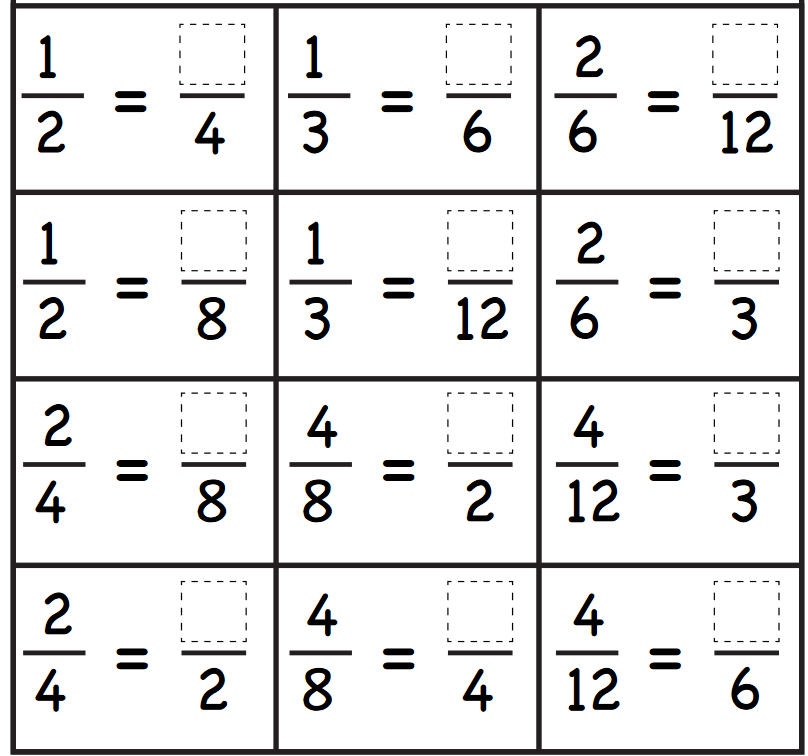 1/2 = □/4 1/3 = □/6 2/6 = □/12
1/2 = □/8 1/3 = □/12 2/6 = □/3
2/4 = □/8 4/8 = □/2 4/12 = □/3
2/4 = □/2 4/8 = □/4 4/12 = □/6